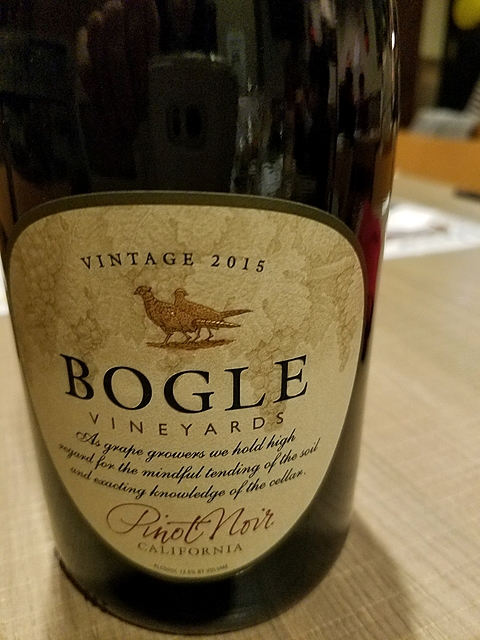 VINTAGE 2015
BOGLE
VINEYARDS
As grape growers we hold high
regard for the mindful tending of the soil
and exacting knowledge of the cellar.
Pinot Noir
CALIFORNIA